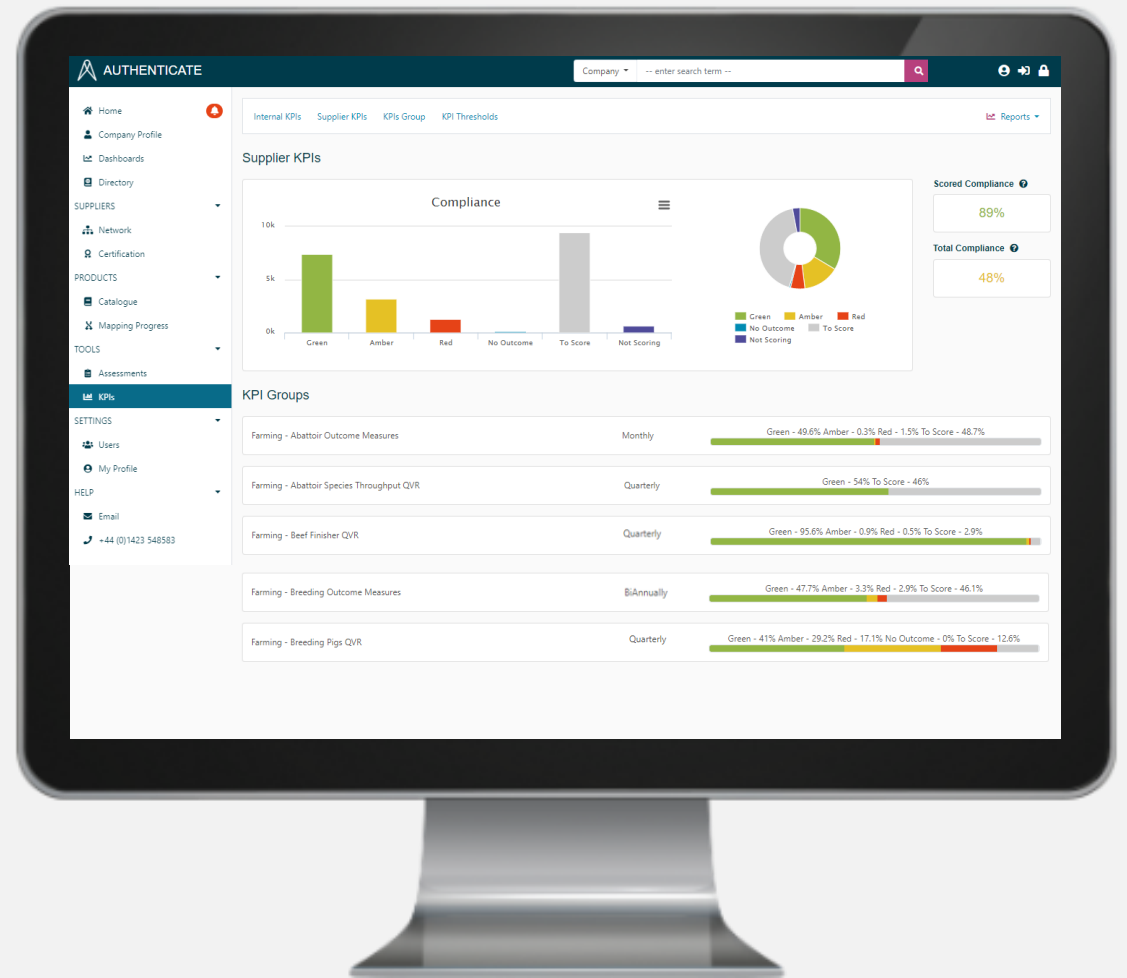 AUTHENTICATE
Company
-- enter search term --
Home
Company Profile
Dashboards
Directory
SUPPLIERS
Network
Certification
PRODUCTS
Catalogue
Mapping Progress
TOOLS
Assessments
KPIs
SETTINGS
Users
My Profile
HELP
Email
+44 (0)1423 548583
Internal KPIs Supplier KPIs KPIs Group KPI Thresholds Reports
Supplier KPIs
Compliance
10k
5k
0k
Green Amber Red No Outcome To Score Not Scoring
Green Amber Red
No Outcome To Score
Not Scoring
Scored Compliance
89%
Total Compliance
48%
KPI Groups
Farming - Abattoir Outcome Measures Monthly Green - 49.6% Amber - 0.3% Red - 1.5% To Score - 48.7%
Farming - Abattoir Species Throughput QVR Quarterly Green - 54% To Score - 46%
Farming - Beef Finisher QVR Quarterly Green - 95.6% Amber - 0.9% Red - 0.5% To Score - 2.9%
Farming - Breeding Outcome Measures BiAnnually Green - 47.7% Amber - 3.3% Red - 2.9% To Score - 46.1%
Farming - Breeding Pigs QVR Quarterly Green - 41% Amber - 29.2% Red - 17.1% No Outcome - 0% To Score - 12.6%